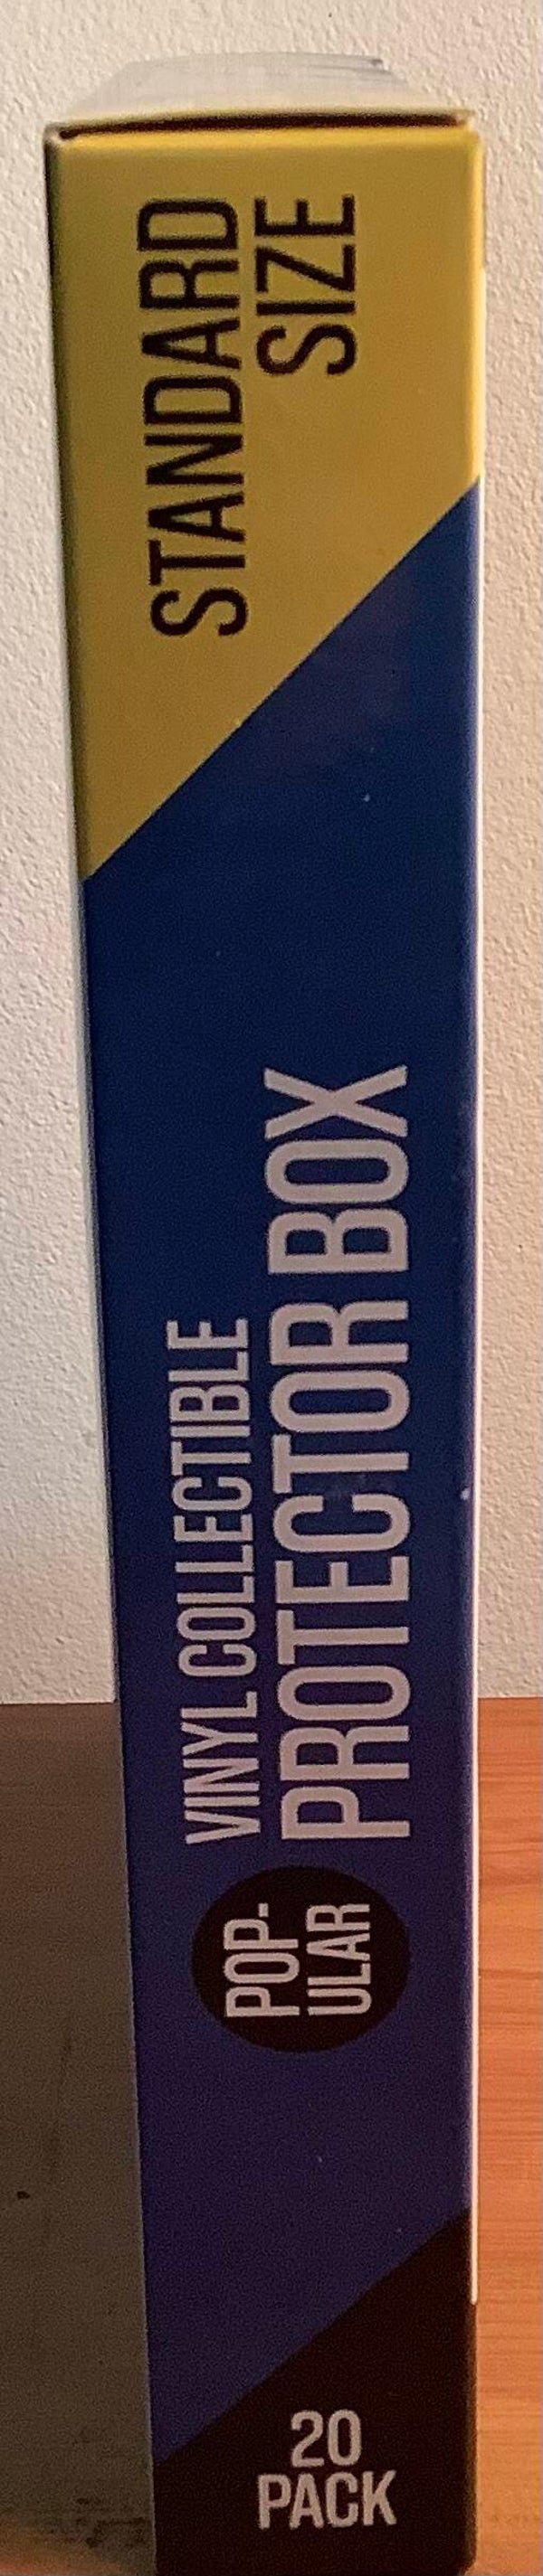 STANDARD
SIZE
VINYL COLLECTIBLE
PROTECTOR BOX
POP-
ULAR
20
PACK